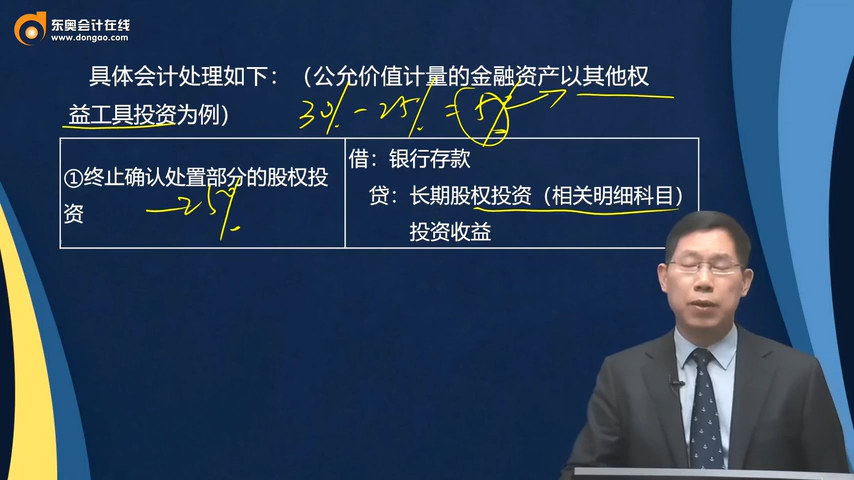 东奥会计在线
www.dongao.com
具体会计处理如下：（公允价值计量的金融资产以其他权
益工具投资为例）
30% - 25% = 5%
①终止确认处置部分的股权投
资
25%
借：银行存款
贷：长期股权投资（相关明细科目）
投资收益